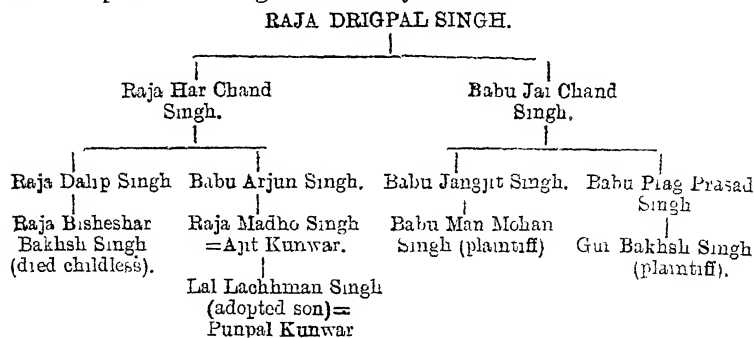 RAJA DRIGPAL SINGH.
Raja Har Chand Singh.
Babu Jai Chand Singh.
Raja Dalip Singh
Babu Arjun Singh.
Babu Jangjit Singh.
Babu Piag Prasad Singh
Raja Bisheshar Bakhsh Singh (died childless).
Raja Madho Singh =Ajit Kunwar.
Babu Man Mohan Singh (plaintiff)
Gui Bakhsh Singh (plaintiff).
Lal Lachhman Singh (adopted son)= Punpal Kunwar